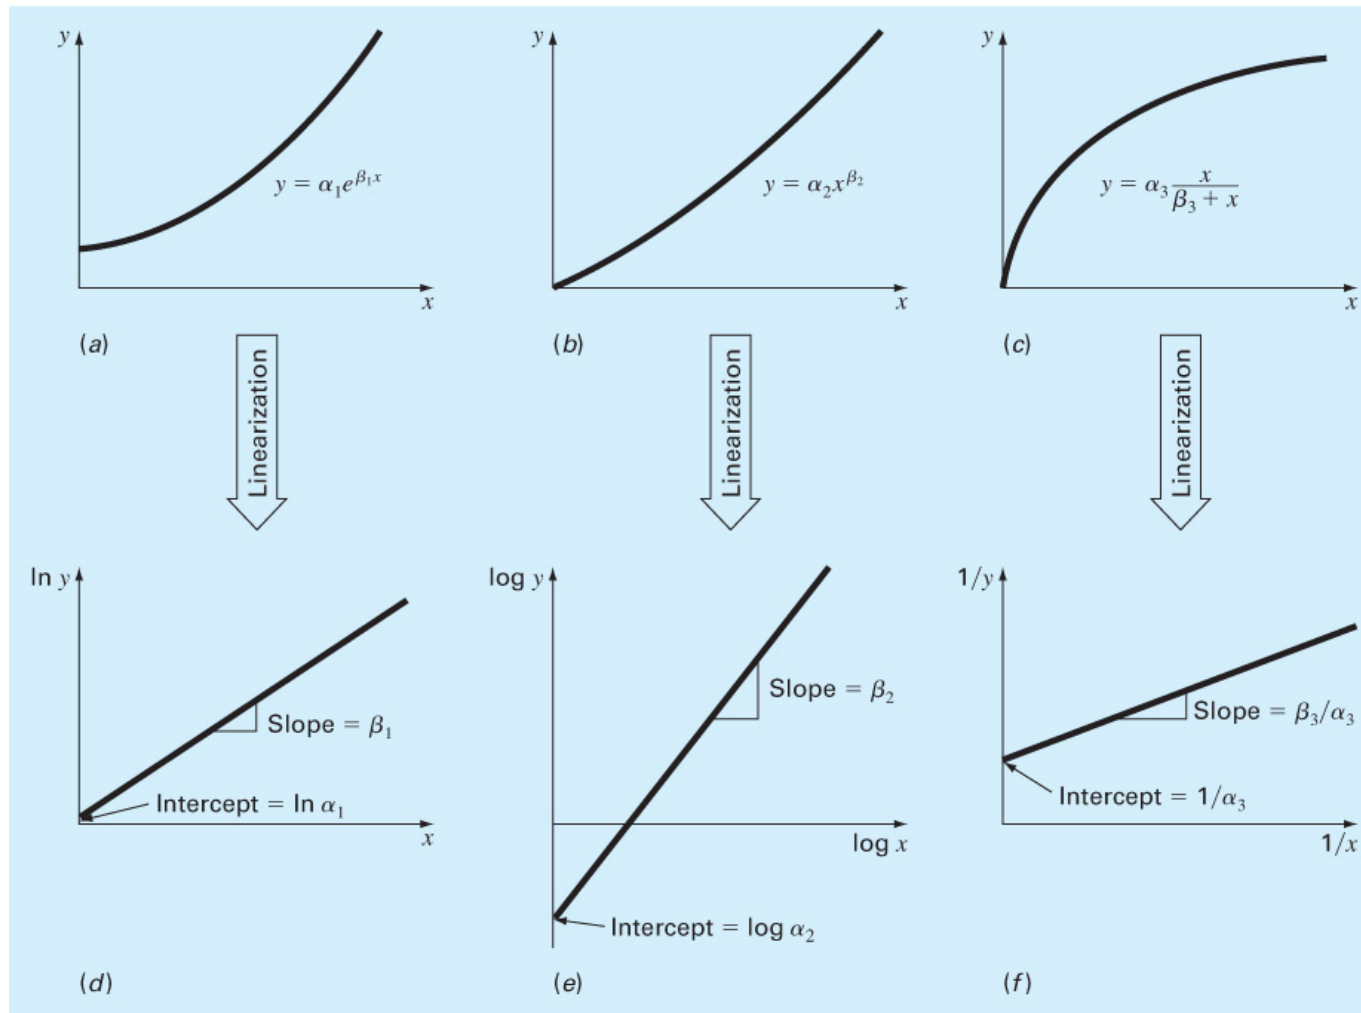 y
y = α₁e^{β₁x}
x
(a)
y
y = α₂x^{β₂}
x
(b)
y
y = α₃ x/(β₃ + x)
x
(c)
Linearization
Linearization
Linearization
ln y
Slope = β₁
Intercept = ln α₁
x
(d)
log y
Slope = β₂
log x
Intercept = log α₂
(e)
1/y
Slope = β₃/α₃
Intercept = 1/α₃
1/x
(f)